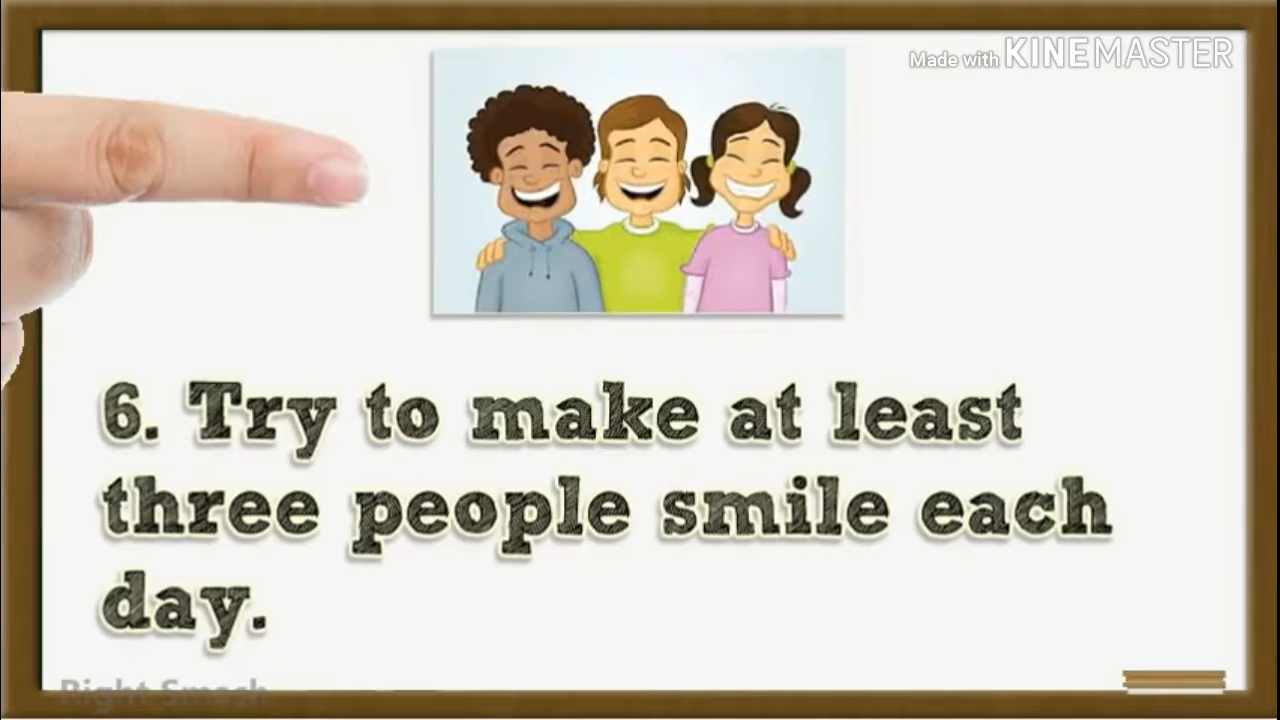 Made with KINEMASTER
6. Try to make at least
three people smile each
day.